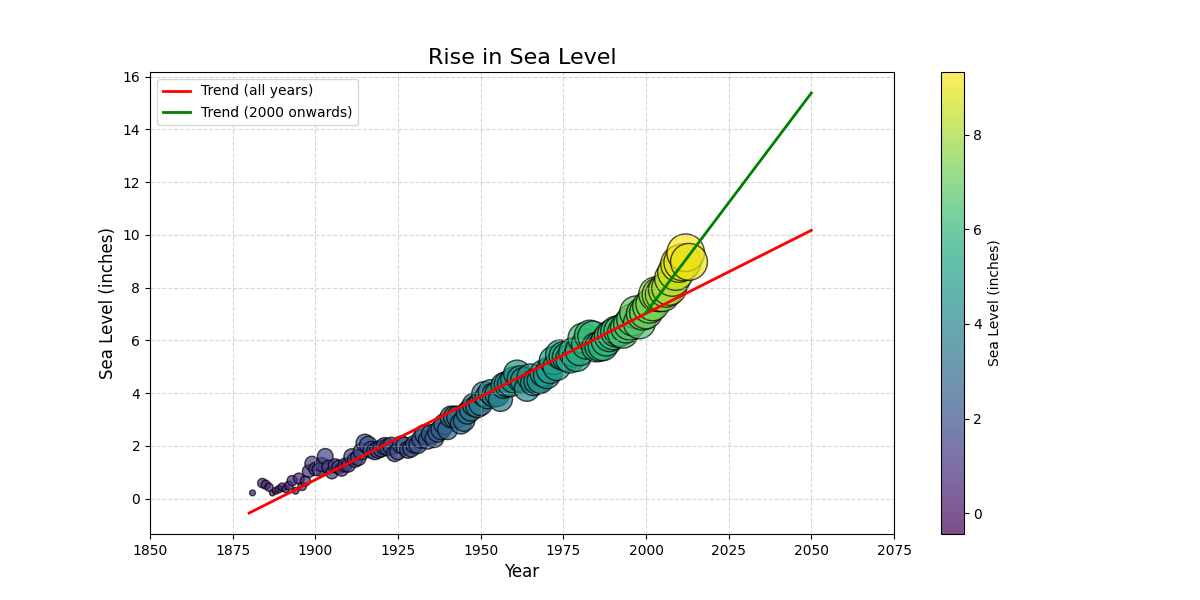 Rise in Sea Level
Trend (all years)
Trend (2000 onwards)
Sea Level (inches)
16
14
12
10
8
6
4
2
0
1850 1875 1900 1925 1950 1975 2000 2025 2050 2075
Year
8
6
4
2
0
Sea Level (inches)